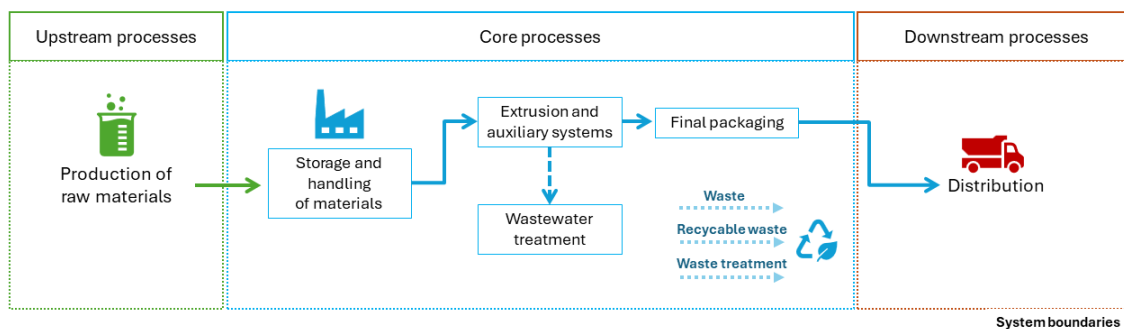 Upstream processes
Core processes
Downstream processes
Production of
raw materials
Storage and
handling
of materials
Extrusion and
auxiliary systems
Final packaging
Wastewater
treatment
Waste
Recycable waste
Waste treatment
Distribution
System boundaries